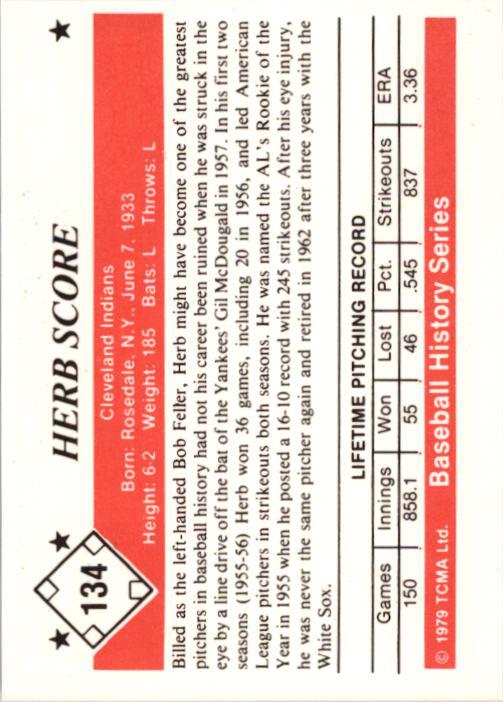 134
HERB SCORE
Cleveland Indians
Born: Rosedale, N.Y., June 7, 1933
Height: 6-2 Weight: 185 Bats: L Throws: L
Billed as the left-handed Bob Feller, Herb might have become one of the greatest
pitchers in baseball history had not his career been ruined when he was struck in the
eye by a line drive off the bat of the Yankees' Gil McDougald in 1957. In his first two
seasons (1955-56) Herb won 36 games, including 20 in 1956, and led American
League pitchers in strikeouts both seasons. He was named the AL's Rookie of the
Year in 1955 when he posted a 16-10 record with 245 strikeouts. After his eye injury,
he was never the same pitcher again and retired in 1962 after three years with the
White Sox.
LIFETIME PITCHING RECORD
Games Innings Won Lost Pct. Strikeouts ERA
150 858.1 55 46 .545 837 3.36
© 1979 TCMA Ltd. Baseball History Series